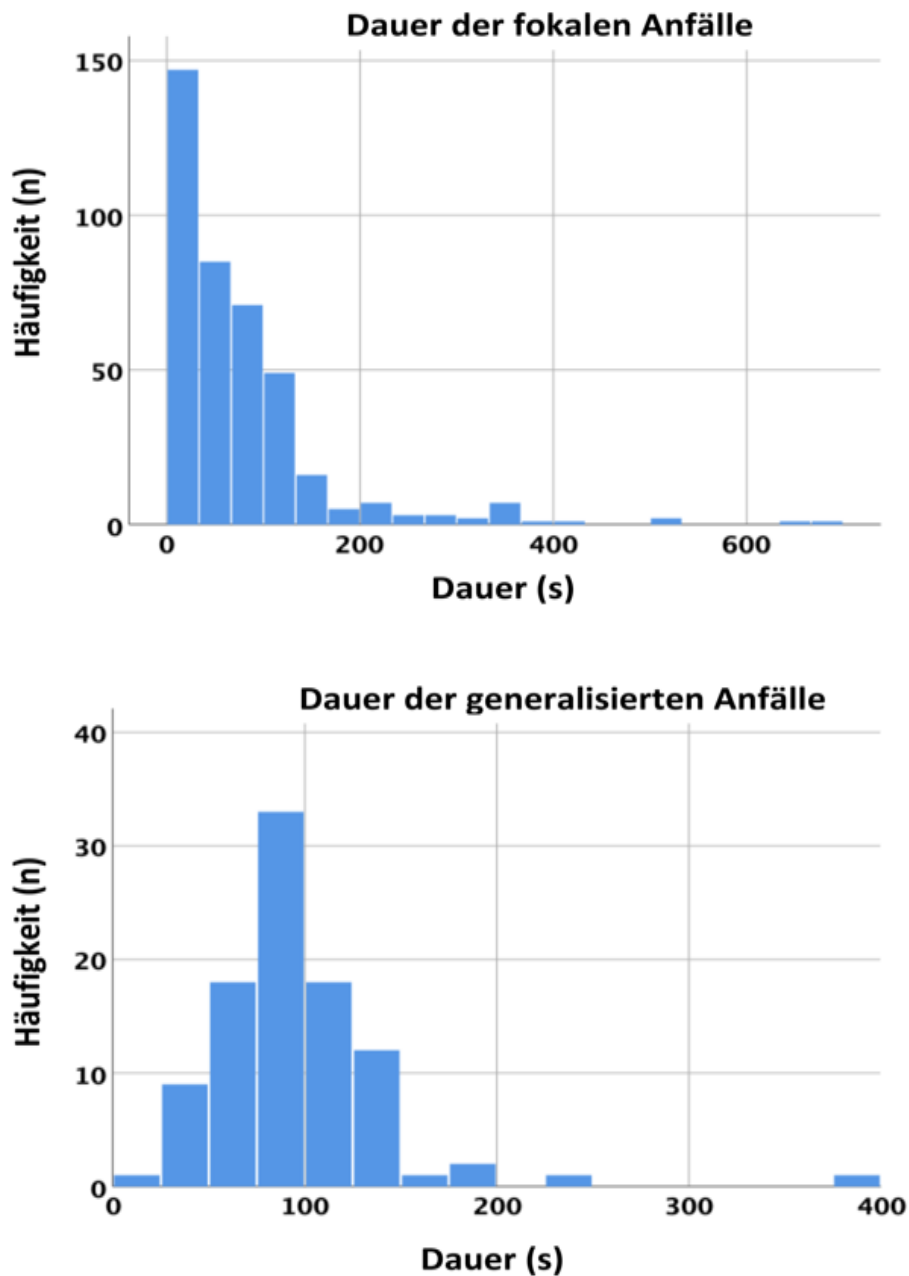 Dauer der fokalen Anfälle
150
100
50
0
Häufigkeit (n)
0 200 400 600
Dauer (s)
Dauer der generalisierten Anfälle
40
30
20
10
0
Häufigkeit (n)
0 100 200 300 400
Dauer (s)